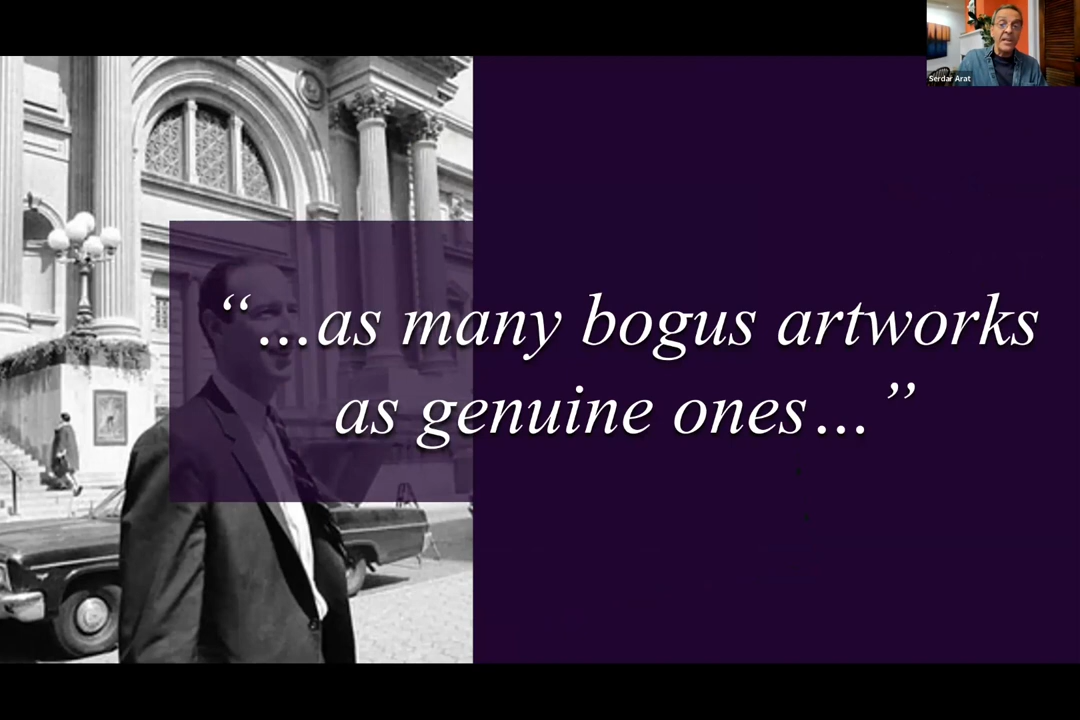 Serdar Arat
“...as many bogus artworks
as genuine ones...”